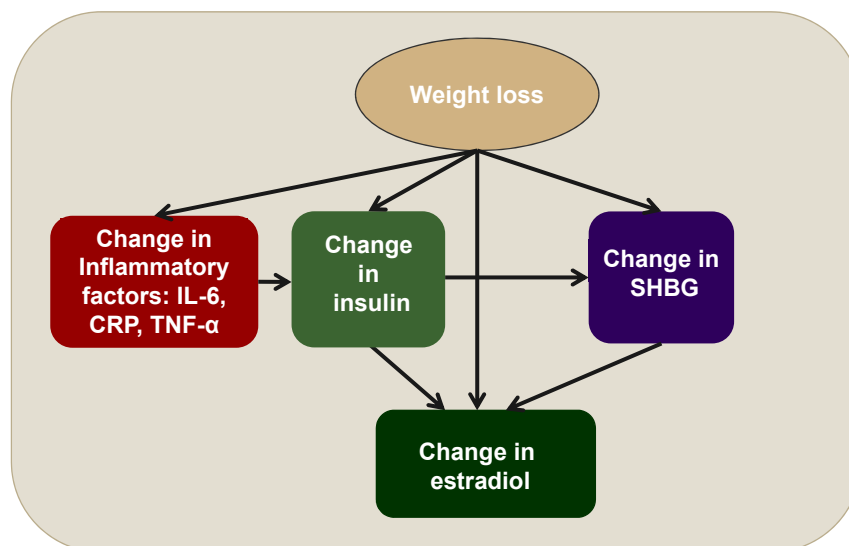 Weight loss
Change in
Inflammatory
factors: IL-6,
CRP, TNF-α
Change
in
insulin
Change in
SHBG
Change in
estradiol